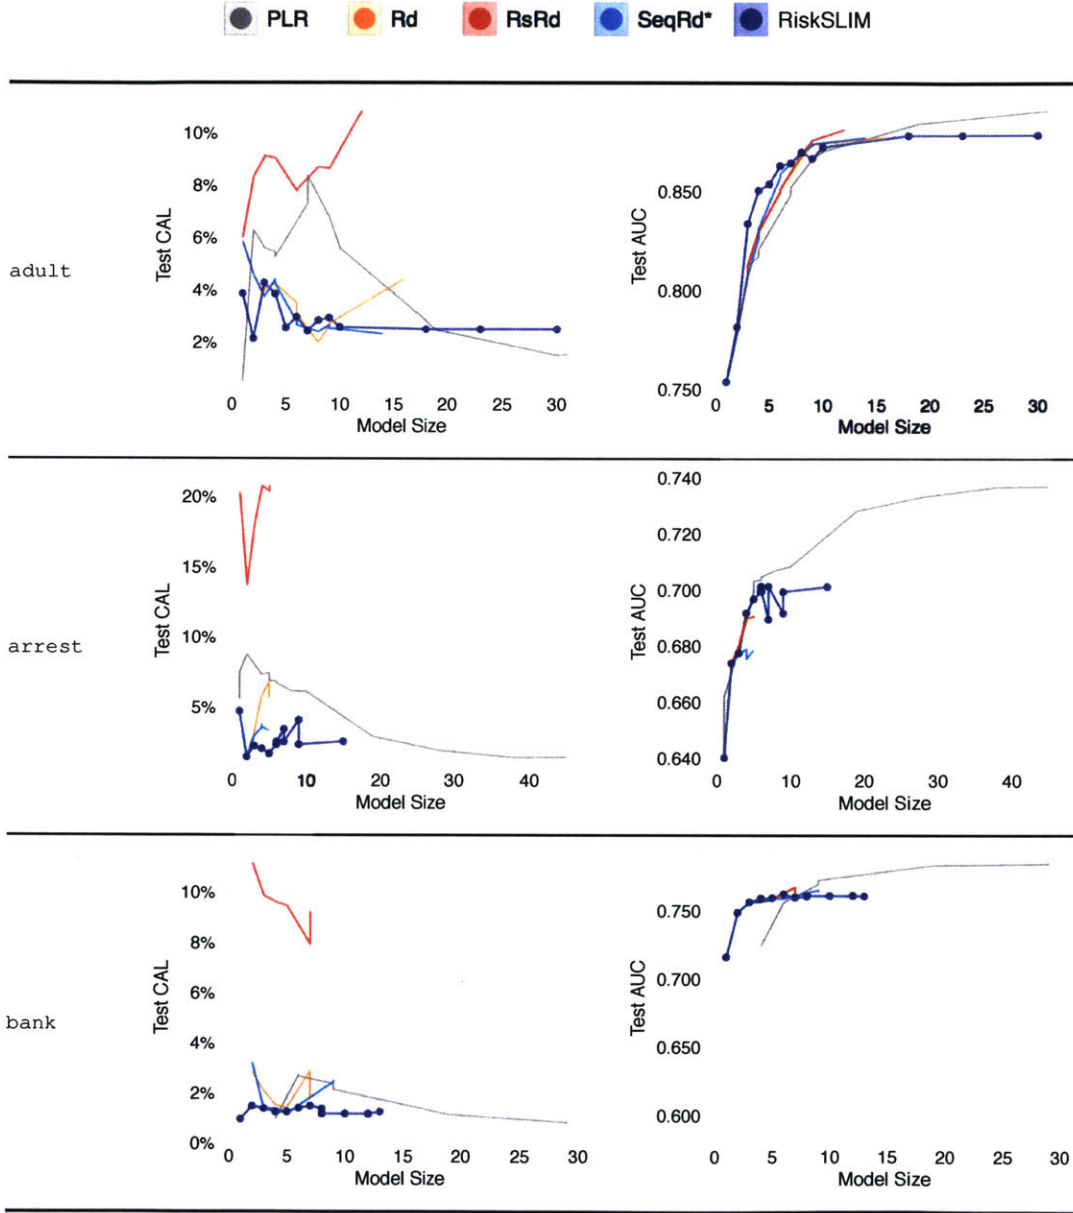 PLR Rd RsRd SeqRd* RiskSLIM
adult
Test CAL
10%
8%
6%
4%
2%
0 5 10 15 20 25 30
Model Size
Test AUC
0.850
0.800
0.750
0 5 10 15 20 25 30
Model Size
arrest
Test CAL
20%
15%
10%
5%
0 10 20 30 40
Model Size
Test AUC
0.740
0.720
0.700
0.680
0.660
0.640
0 10 20 30 40
Model Size
bank
Test CAL
10%
8%
6%
4%
2%
0%
0 5 10 15 20 25 30
Model Size
Test AUC
0.750
0.700
0.650
0.600
0 5 10 15 20 25 30
Model Size